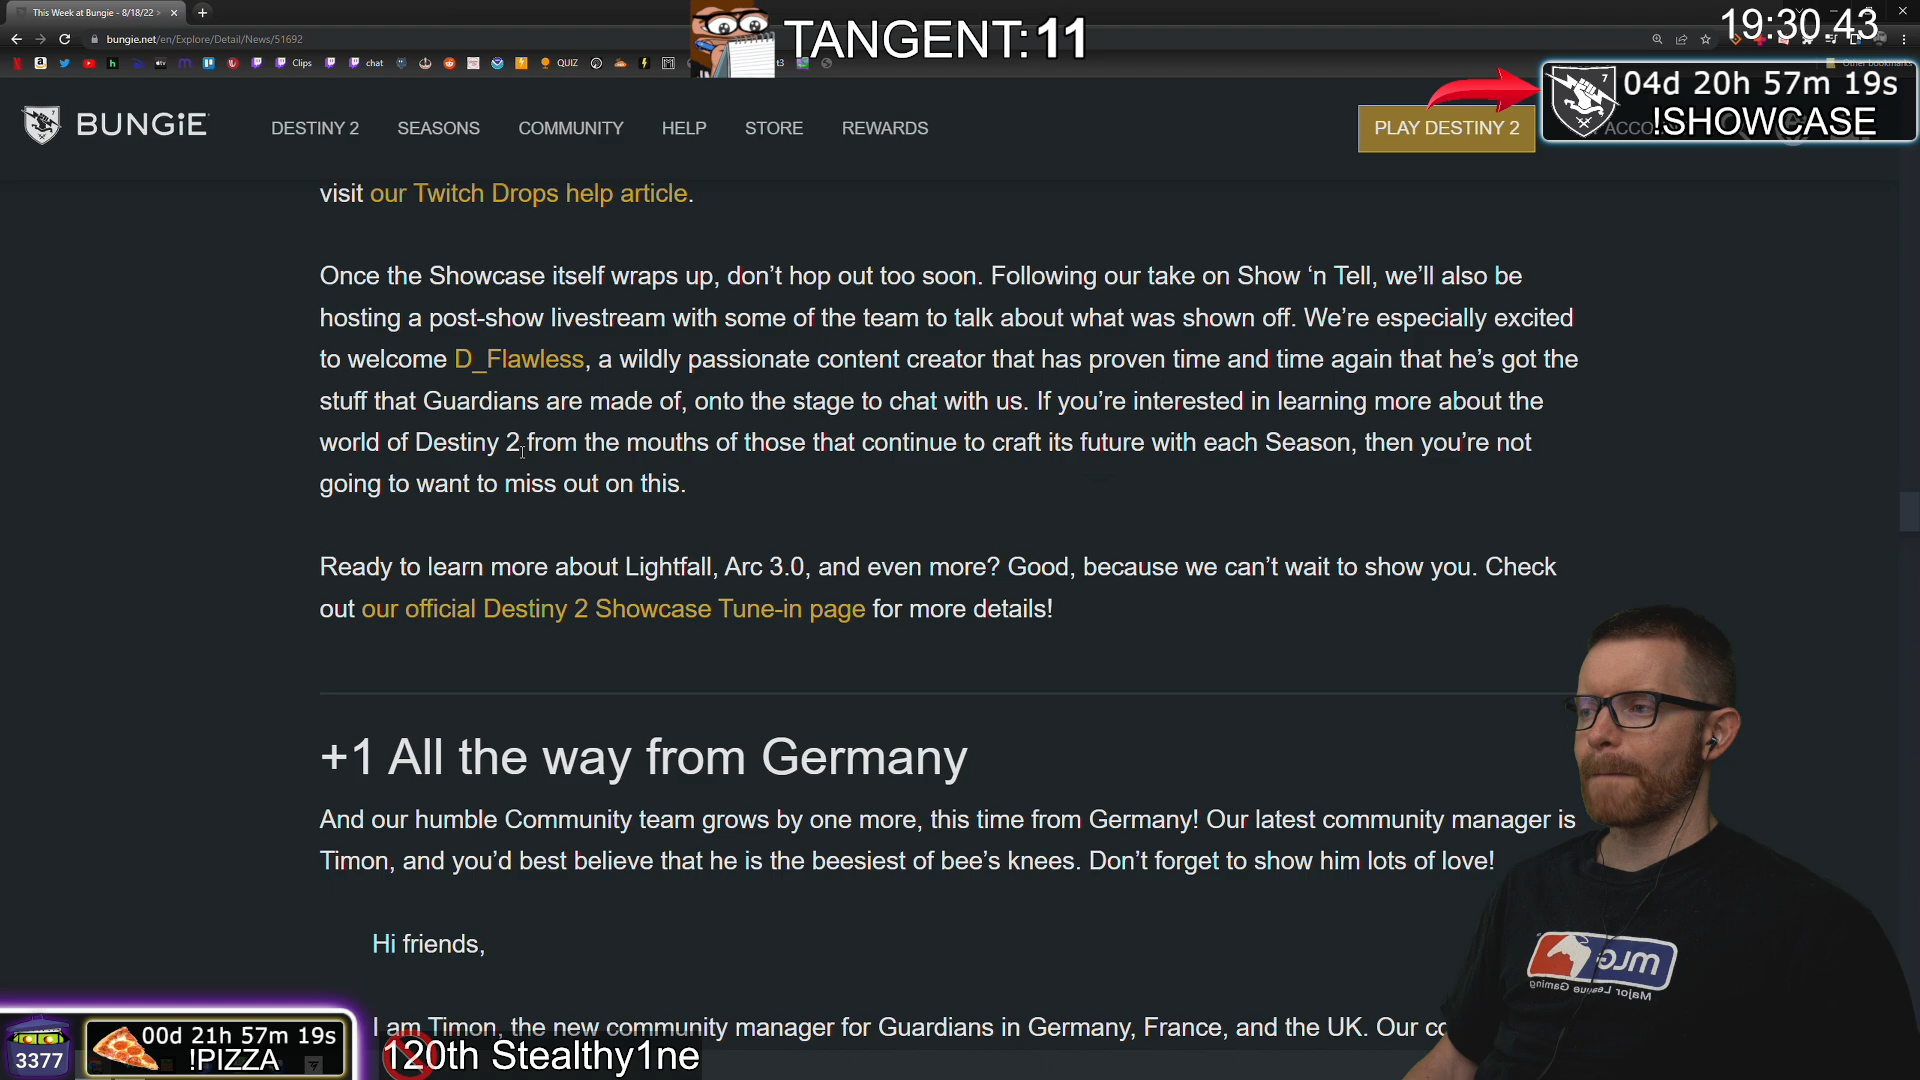 This Week at Bungie - 8/18/22
TANGENT: 11
19:30.43
bungie.net/en/Explore/Detail/News/51692
Clips
chat
QUIZ
Other bookmarks
04d 20h 57m 19s
!SHOWCASE
BUNGiE
DESTINY 2
SEASONS
COMMUNITY
HELP
STORE
REWARDS
PLAY DESTINY 2
visit our Twitch Drops help article.
Once the Showcase itself wraps up, don’t hop out too soon. Following our take on Show ‘n Tell, we’ll also be
hosting a post-show livestream with some of the team to talk about what was shown off. We’re especially excited
to welcome D_Flawless, a wildly passionate content creator that has proven time and time again that he’s got the
stuff that Guardians are made of, onto the stage to chat with us. If you’re interested in learning more about the
world of Destiny 2 from the mouths of those that continue to craft its future with each Season, then you’re not
going to want to miss out on this.
Ready to learn more about Lightfall, Arc 3.0, and even more? Good, because we can’t wait to show you. Check
out our official Destiny 2 Showcase Tune-in page for more details!
+1 All the way from Germany
And our humble Community team grows by one more, this time from Germany! Our latest community manager is
Timon, and you’d best believe that he is the beesiest of bee’s knees. Don’t forget to show him lots of love!
Hi friends,
I am Timon, the new community manager for Guardians in Germany, France, and the UK. Our
MLG
Major League Gaming
3377
00d 21h 57m 19s
!PIZZA
120th Stealthy1ne